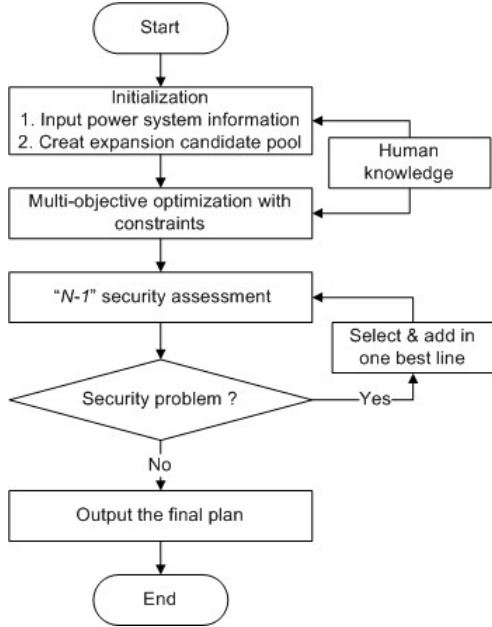 Start
Initialization
1. Input power system information
2. Creat expansion candidate pool
Human
knowledge
Multi-objective optimization with
constraints
“N-1” security assessment
Select & add in
one best line
Security problem ?
Yes
No
Output the final plan
End